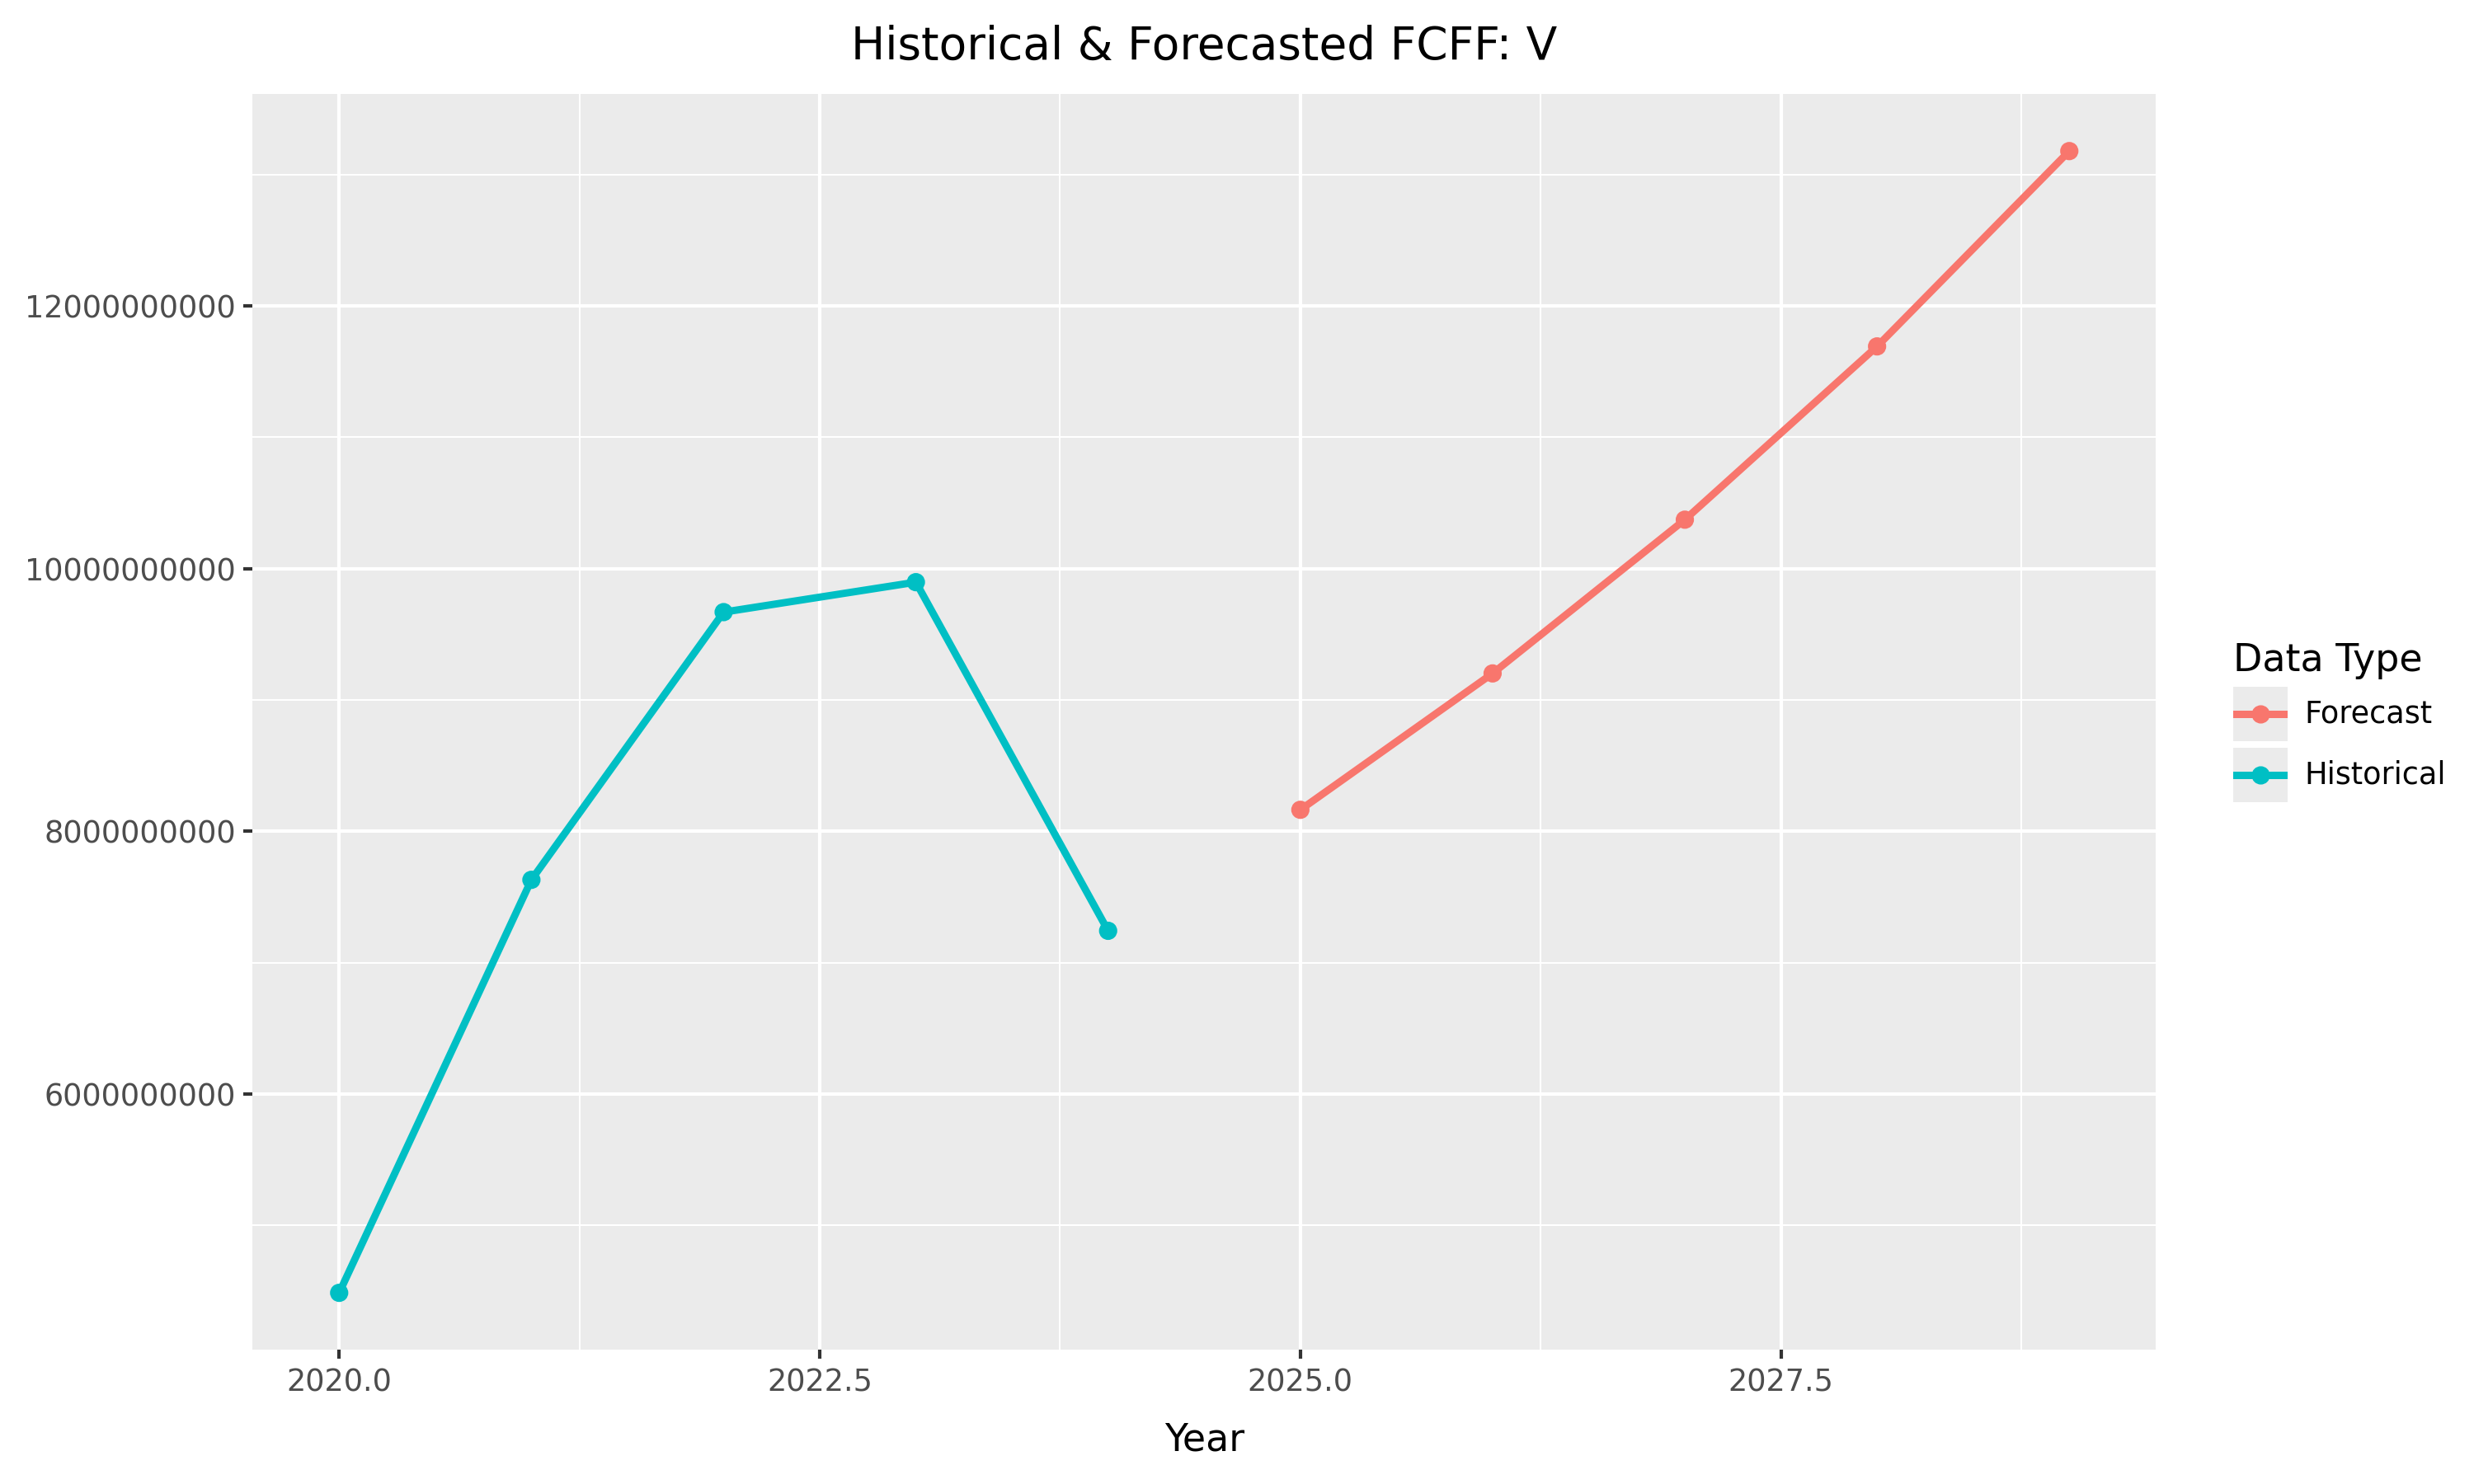 Historical & Forecasted FCFF: V
12000000000
10000000000
8000000000
6000000000
2020.0
2022.5
2025.0
2027.5
Year
Data Type
Forecast
Historical